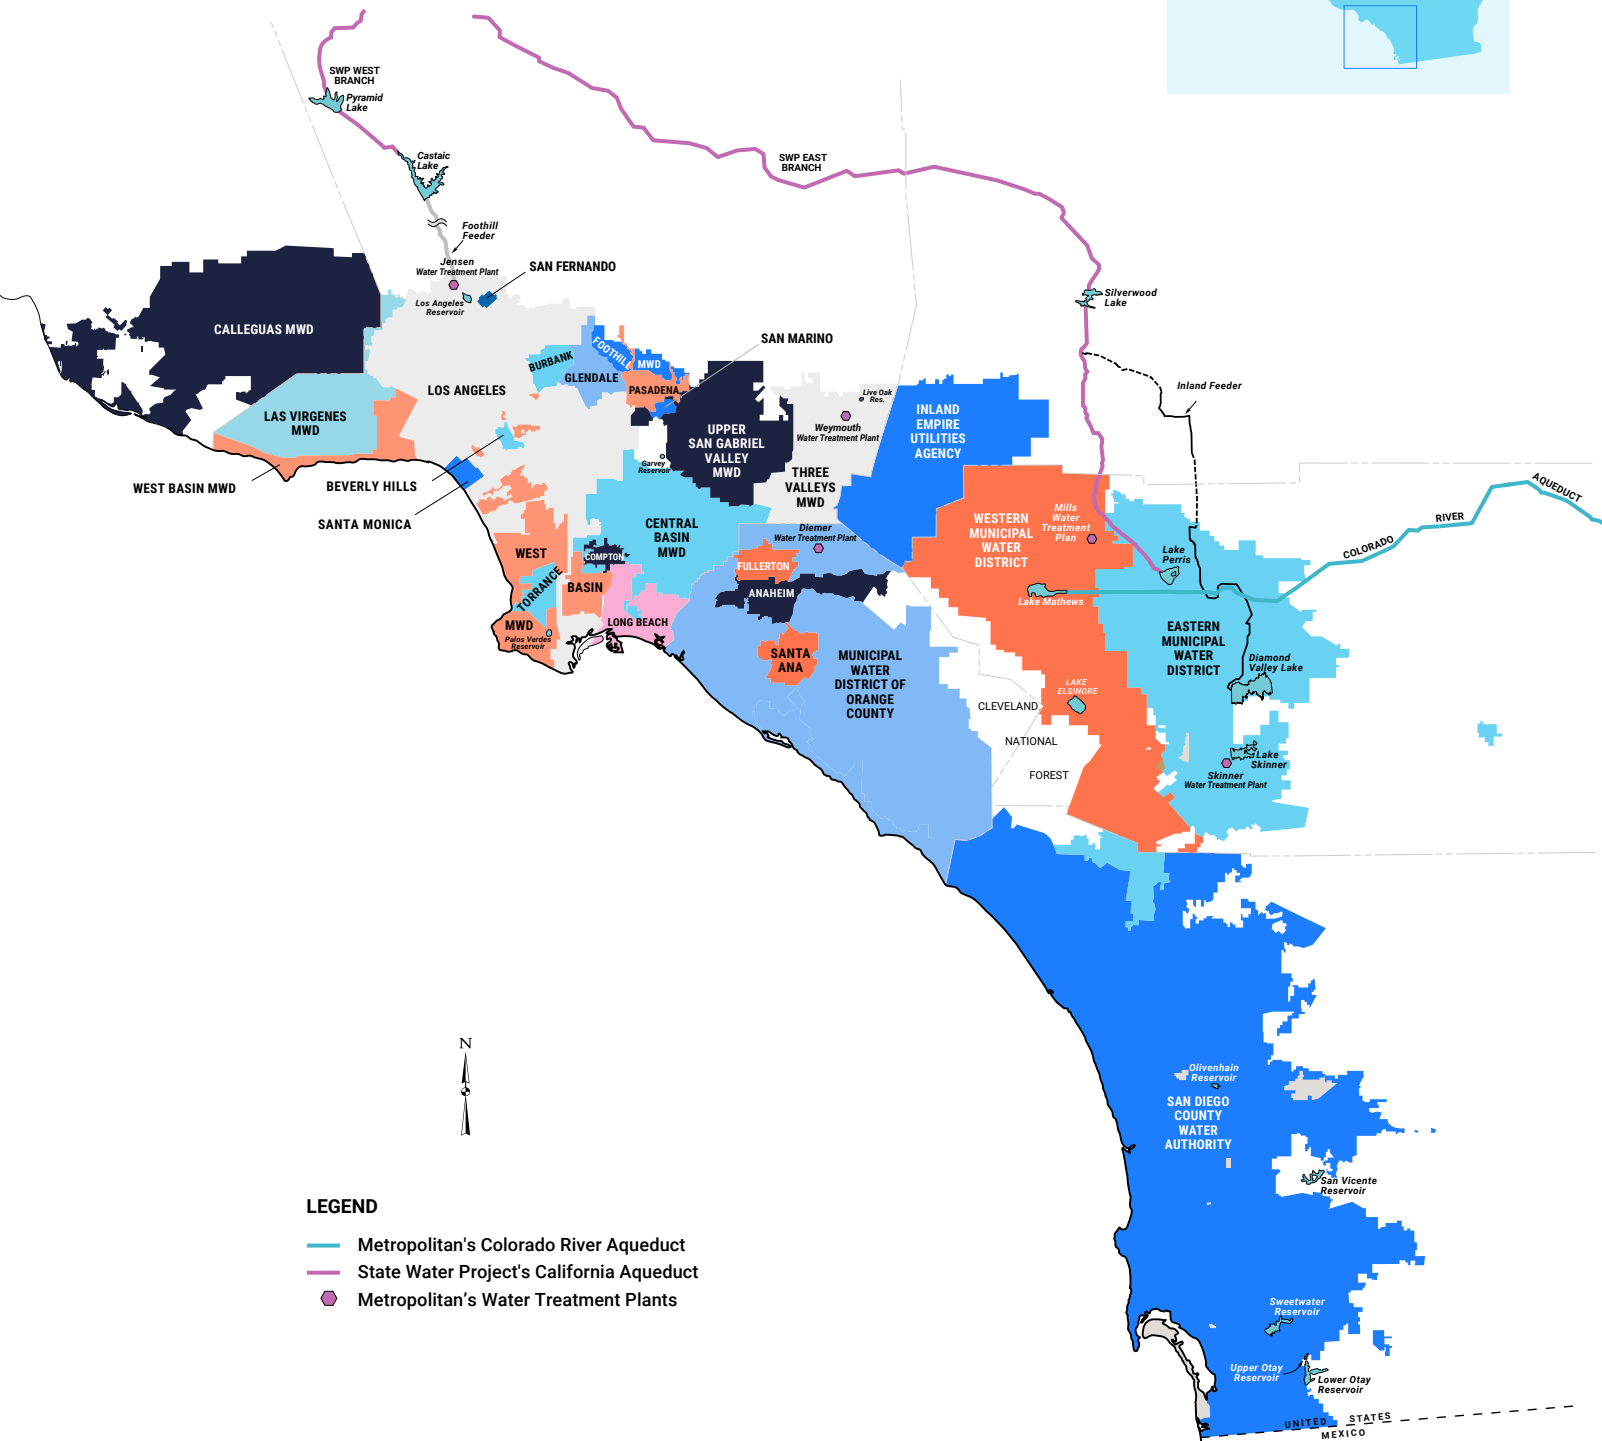 SWP WEST
BRANCH
Pyramid
Lake
Castaic
Lake
SWP EAST
BRANCH
Foothill
Feeder
Jensen
Water Treatment Plant
SAN FERNANDO
Los Angeles
Reservoir
Silverwood
Lake
CALLEGUAS MWD
SAN MARINO
BURBANK
FOOTHILL
MWD
GLENDALE
PASADENA
LOS ANGELES
Inland Feeder
Live Oak
Res.
LAS VIRGENES
MWD
INLAND
EMPIRE
UTILITIES
AGENCY
UPPER
SAN GABRIEL
VALLEY
MWD
Weymouth
Water Treatment Plant
Garvey
Reservoir
THREE
VALLEYS
MWD
WEST BASIN MWD
BEVERLY HILLS
SANTA MONICA
AQUEDUCT
RIVER
COLORADO
CENTRAL
BASIN
MWD
WESTERN
MUNICIPAL
WATER
DISTRICT
Mills
Water
Treatment
Plan
Diemer
Water Treatment Plant
WEST
COMPTON
FULLERTON
Lake
Perris
TORRANCE
BASIN
ANAHEIM
Lake Mathews
MWD
LONG BEACH
Palos Verdes
Reservoir
SANTA
ANA
MUNICIPAL
WATER
DISTRICT OF
ORANGE
COUNTY
EASTERN
MUNICIPAL
WATER
DISTRICT
Diamond
Valley Lake
LAKE
ELSINORE
CLEVELAND
NATIONAL
FOREST
Lake
Skinner
Skinner
Water Treatment Plant
N
Olivenhain
Reservoir
SAN DIEGO
COUNTY
WATER
AUTHORITY
San Vicente
Reservoir
LEGEND
Metropolitan's Colorado River Aqueduct
State Water Project's California Aqueduct
Metropolitan’s Water Treatment Plants
Sweetwater
Reservoir
Upper Otay
Reservoir
Lower Otay
Reservoir
UNITED STATES
MEXICO